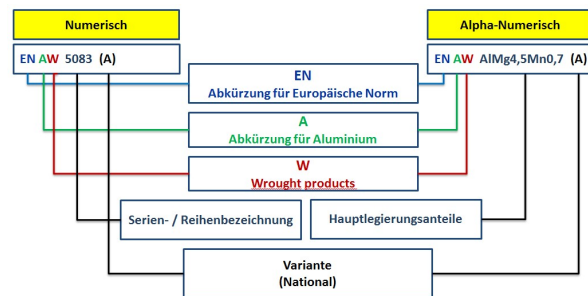 Numerisch
Alpha-Numerisch
EN AW 5083 (A)
EN AW AlMg4,5Mn0,7 (A)
EN
Abkürzung für Europäische Norm
A
Abkürzung für Aluminium
W
Wrought products
Serien- / Reihenbezeichnung
Hauptlegierungsanteile
Variante
(National)